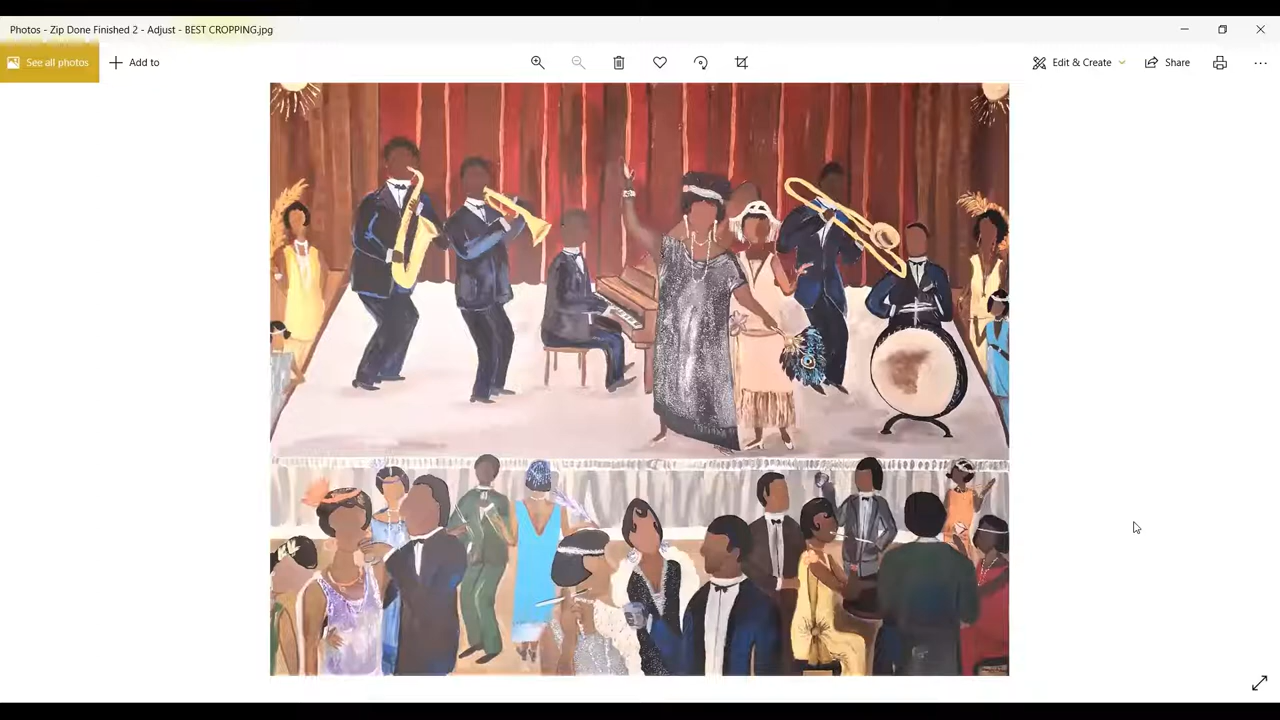 Photos - Zip Done Finished 2 - Adjust - BEST CROPPING.jpg
See all photos
Add to
Edit & Create
Share